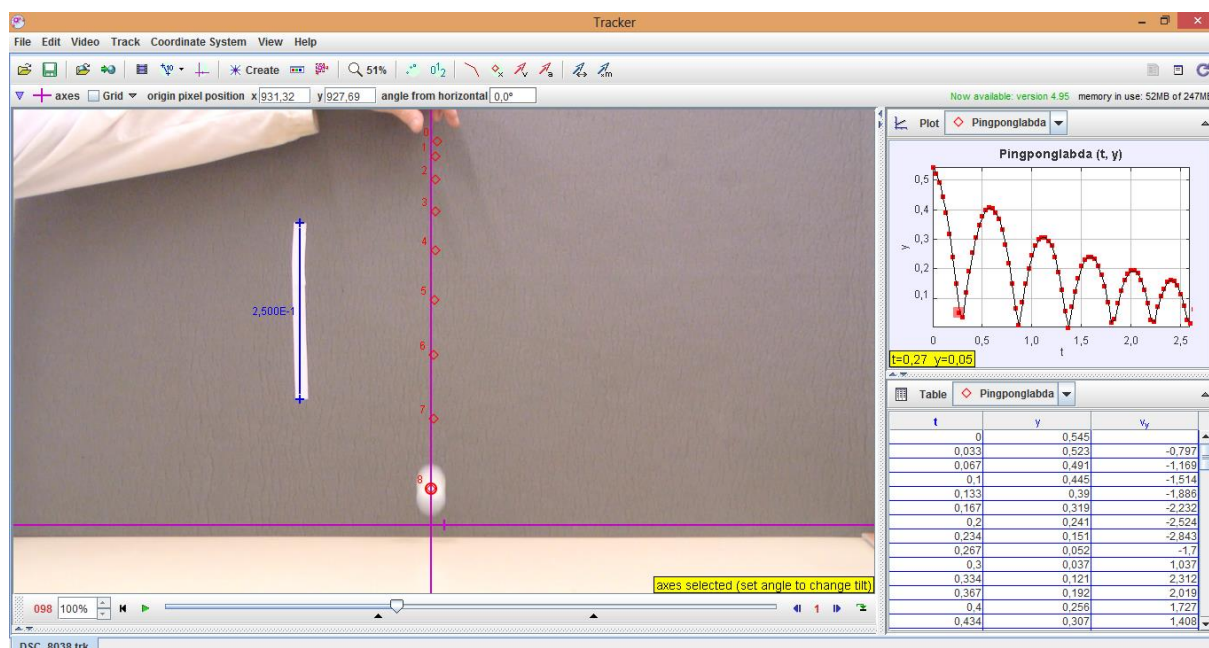 Tracker
File Edit Video Track Coordinate System View Help
Create 51%
axes Grid origin pixel position x 931,32 y 927,69 angle from horizontal 0,0° Now available: version 4.95 memory in use: 52MB of 247MB
0
1
2
3
4
5
6
7
8
2,500E-1
axes selected (set angle to change tilt)
098 100% 1
DSC_8038.trk
Plot Pingponglabda
Pingponglabda (t, y)
y
0,5
0,4
0,3
0,2
0,1
0 0,5 1,0 1,5 2,0 2,5
t
t=0,27 y=0,05
Table Pingponglabda
t y vy
0 0,545
0,033 0,523 -0,797
0,067 0,491 -1,169
0,1 0,445 -1,514
0,133 0,39 -1,886
0,167 0,319 -2,232
0,2 0,241 -2,524
0,234 0,151 -2,843
0,267 0,052 -1,7
0,3 0,037 1,037
0,334 0,121 2,312
0,367 0,192 2,019
0,4 0,256 1,727
0,434 0,307 1,408